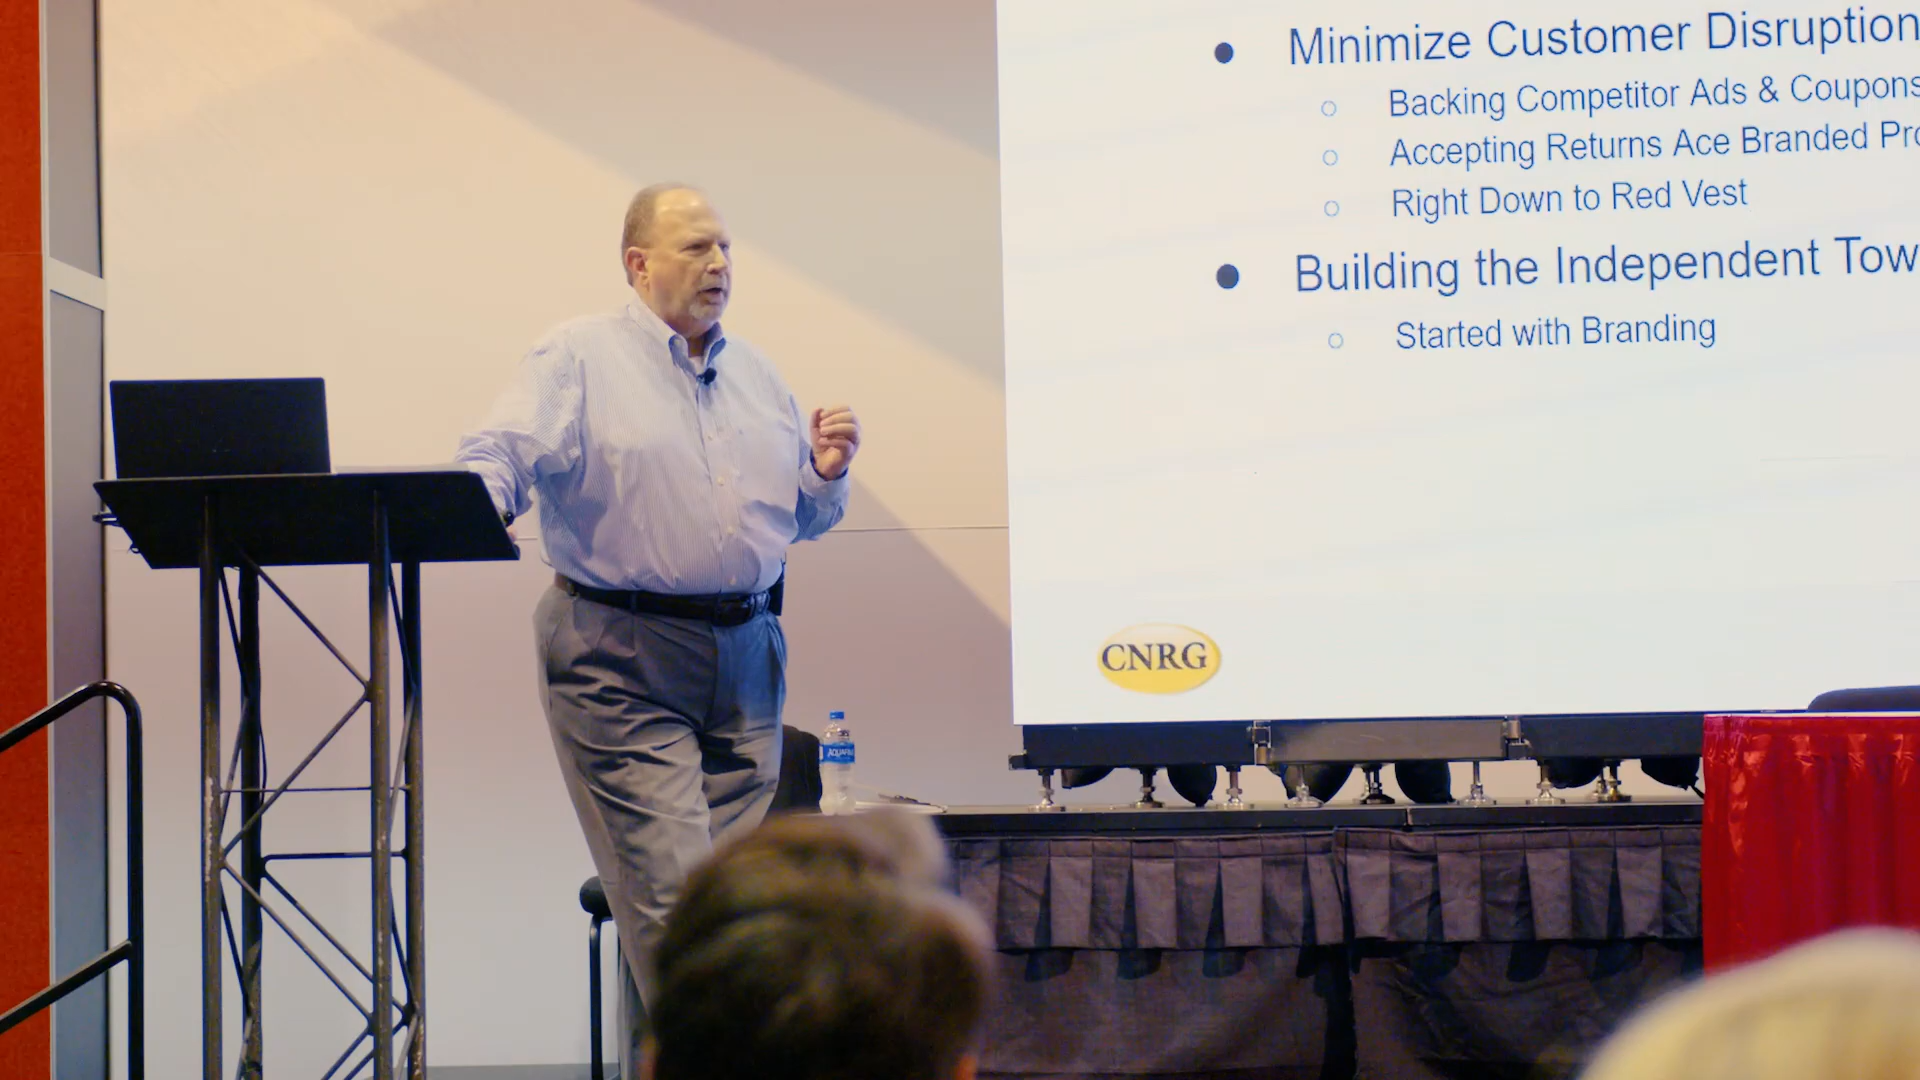 Minimize Customer Disruption
Backing Competitor Ads & Coupons
Accepting Returns Ace Branded
Right Down to Red Vest
Building the Independent
Started with Branding
CNRG